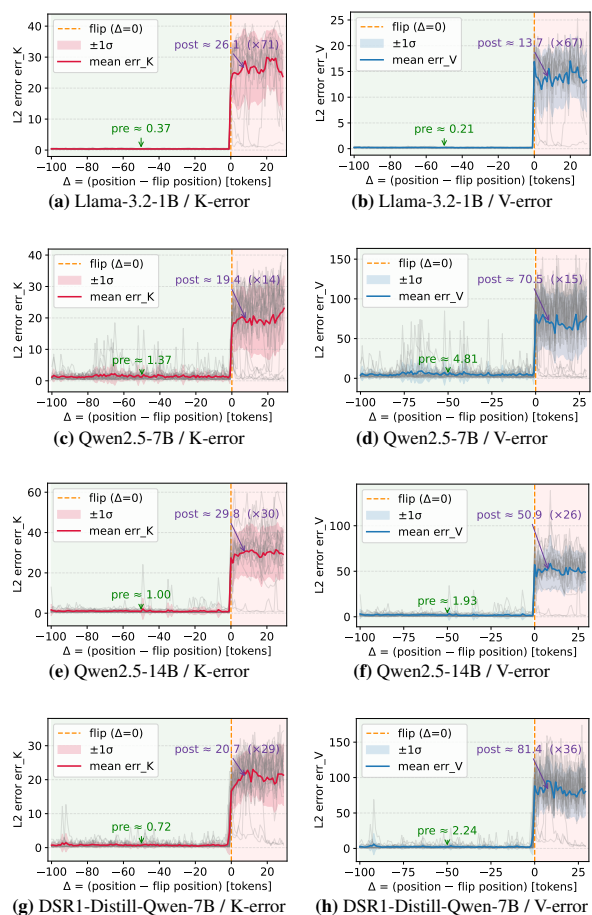 flip (Δ=0)
±1σ
mean err_K
post ≈ 26.1 (×71)
pre ≈ 0.37
L2 error err_K
0
10
20
30
40
−100
−80
−60
−40
−20
0
20
Δ = (position − flip position) [tokens]
(a) Llama-3.2-1B / K-error
flip (Δ=0)
±1σ
mean err_V
post ≈ 13.7 (×67)
pre ≈ 0.21
L2 error err_V
0
5
10
15
20
25
−100
−80
−60
−40
−20
0
20
Δ = (position − flip position) [tokens]
(b) Llama-3.2-1B / V-error
flip (Δ=0)
±1σ
mean err_K
post ≈ 19.4 (×14)
pre ≈ 1.37
L2 error err_K
0
10
20
30
40
−100
−80
−60
−40
−20
0
20
Δ = (position − flip position) [tokens]
(c) Qwen2.5-7B / K-error
flip (Δ=0)
±1σ
mean err_V
post ≈ 70.5 (×15)
pre ≈ 4.81
L2 error err_V
0
50
100
150
−100
−75
−50
−25
0
25
Δ = (position − flip position) [tokens]
(d) Qwen2.5-7B / V-error
flip (Δ=0)
±1σ
mean err_K
post ≈ 29.8 (×30)
pre ≈ 1.00
L2 error err_K
0
20
40
60
−100
−80
−60
−40
−20
0
20
Δ = (position − flip position) [tokens]
(e) Qwen2.5-14B / K-error
flip (Δ=0)
±1σ
mean err_V
post ≈ 50.9 (×26)
pre ≈ 1.93
L2 error err_V
0
50
100
−100
−75
−50
−25
0
25
Δ = (position − flip position) [tokens]
(f) Qwen2.5-14B / V-error
flip (Δ=0)
±1σ
mean err_K
post ≈ 20.7 (×29)
pre ≈ 0.72
L2 error err_K
0
10
20
30
−100
−80
−60
−40
−20
0
20
Δ = (position − flip position) [tokens]
(g) DSR1-Distill-Qwen-7B / K-error
flip (Δ=0)
±1σ
mean err_V
post ≈ 81.4 (×36)
pre ≈ 2.24
L2 error err_V
0
50
100
150
−100
−75
−50
−25
0
25
Δ = (position − flip position) [tokens]
(h) DSR1-Distill-Qwen-7B / V-error